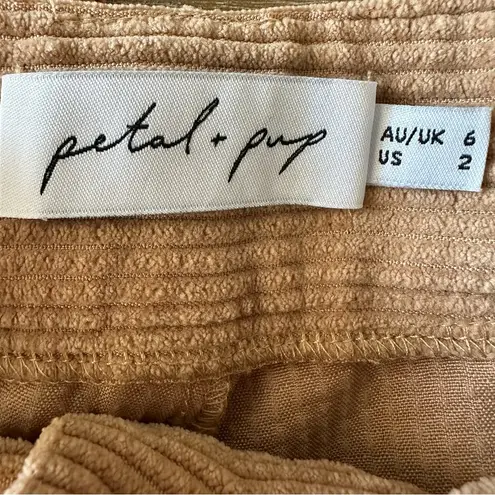 petal + pup
AU/UK 6
US 2